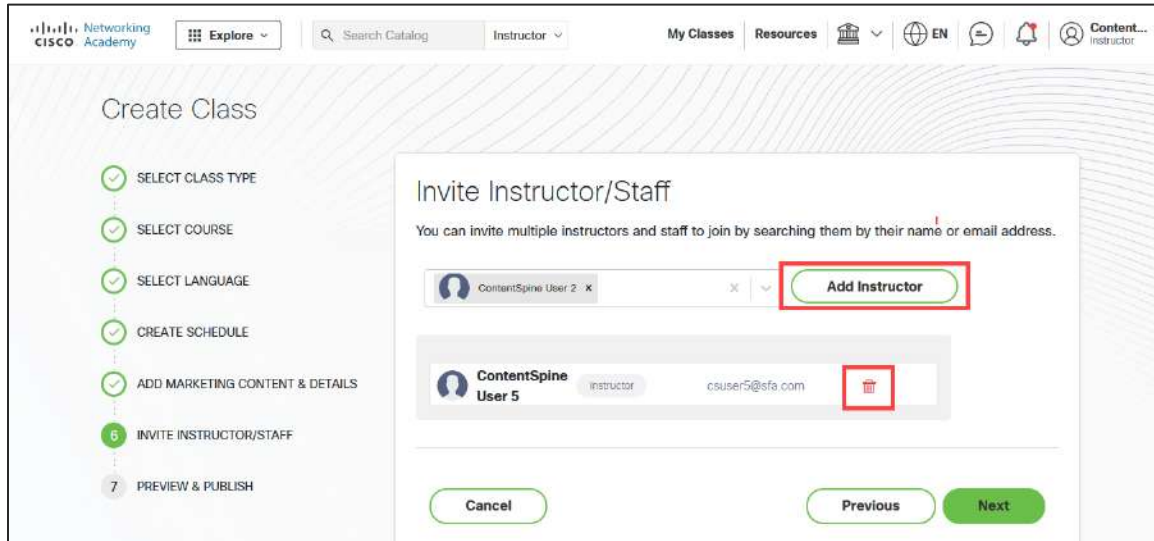 Networking
CISCO Academy
Explore
Search Catalog
Instructor
My Classes
Resources
EN
Content...
Instructor
Create Class
SELECT CLASS TYPE
SELECT COURSE
SELECT LANGUAGE
CREATE SCHEDULE
ADD MARKETING CONTENT & DETAILS
6 INVITE INSTRUCTOR/STAFF
7 PREVIEW & PUBLISH
Invite Instructor/Staff
You can invite multiple instructors and staff to join by searching them by their name or email address.
ContentSpine User 2 x
Add Instructor
ContentSpine
User 5
Instructor
csuser5@sfa.com
Cancel
Previous
Next